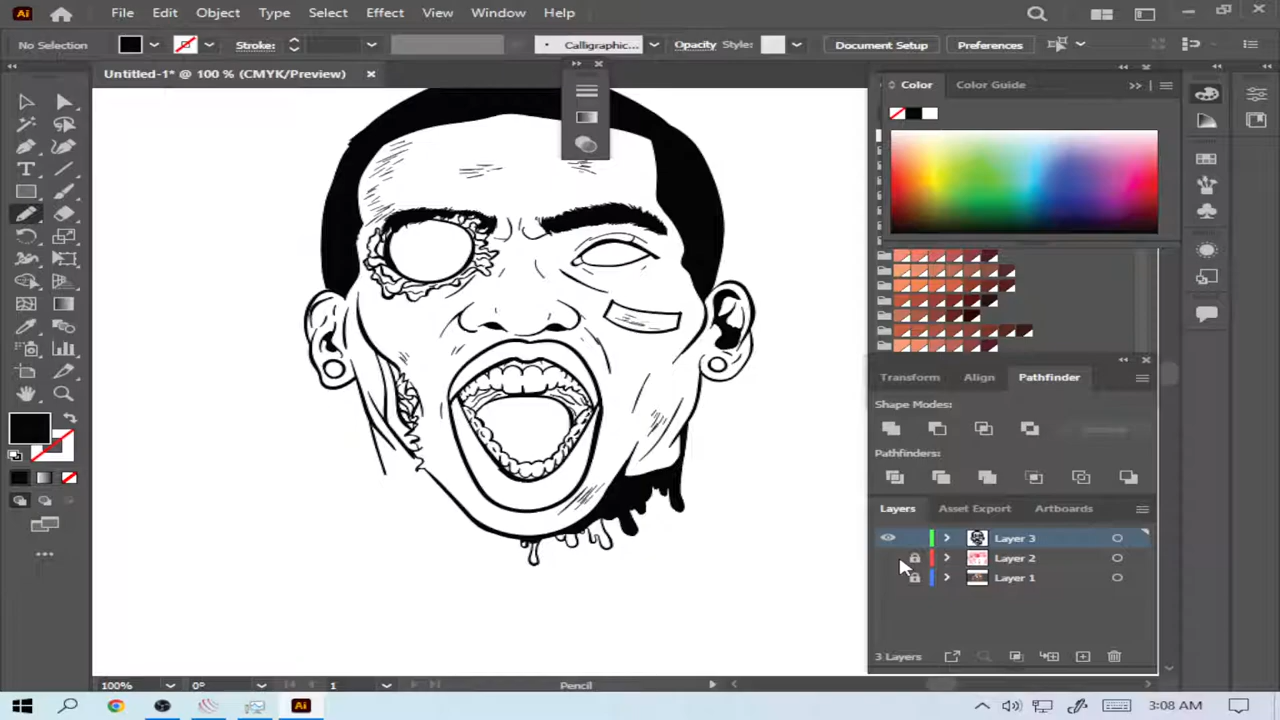 Ai File Edit Object Type Select Effect View Window Help
No Selection Stroke: Calligraphic... Opacity Style: Document Setup Preferences
Untitled-1* @ 100 % (CMYK/Preview)
Color Color Guide
Transform Align Pathfinder
Shape Modes:
Pathfinders:
Layers Asset Export Artboards
Layer 3
Layer 2
Layer 1
3 Layers
100% 0° 1 Pencil
Ai 3:08 AM